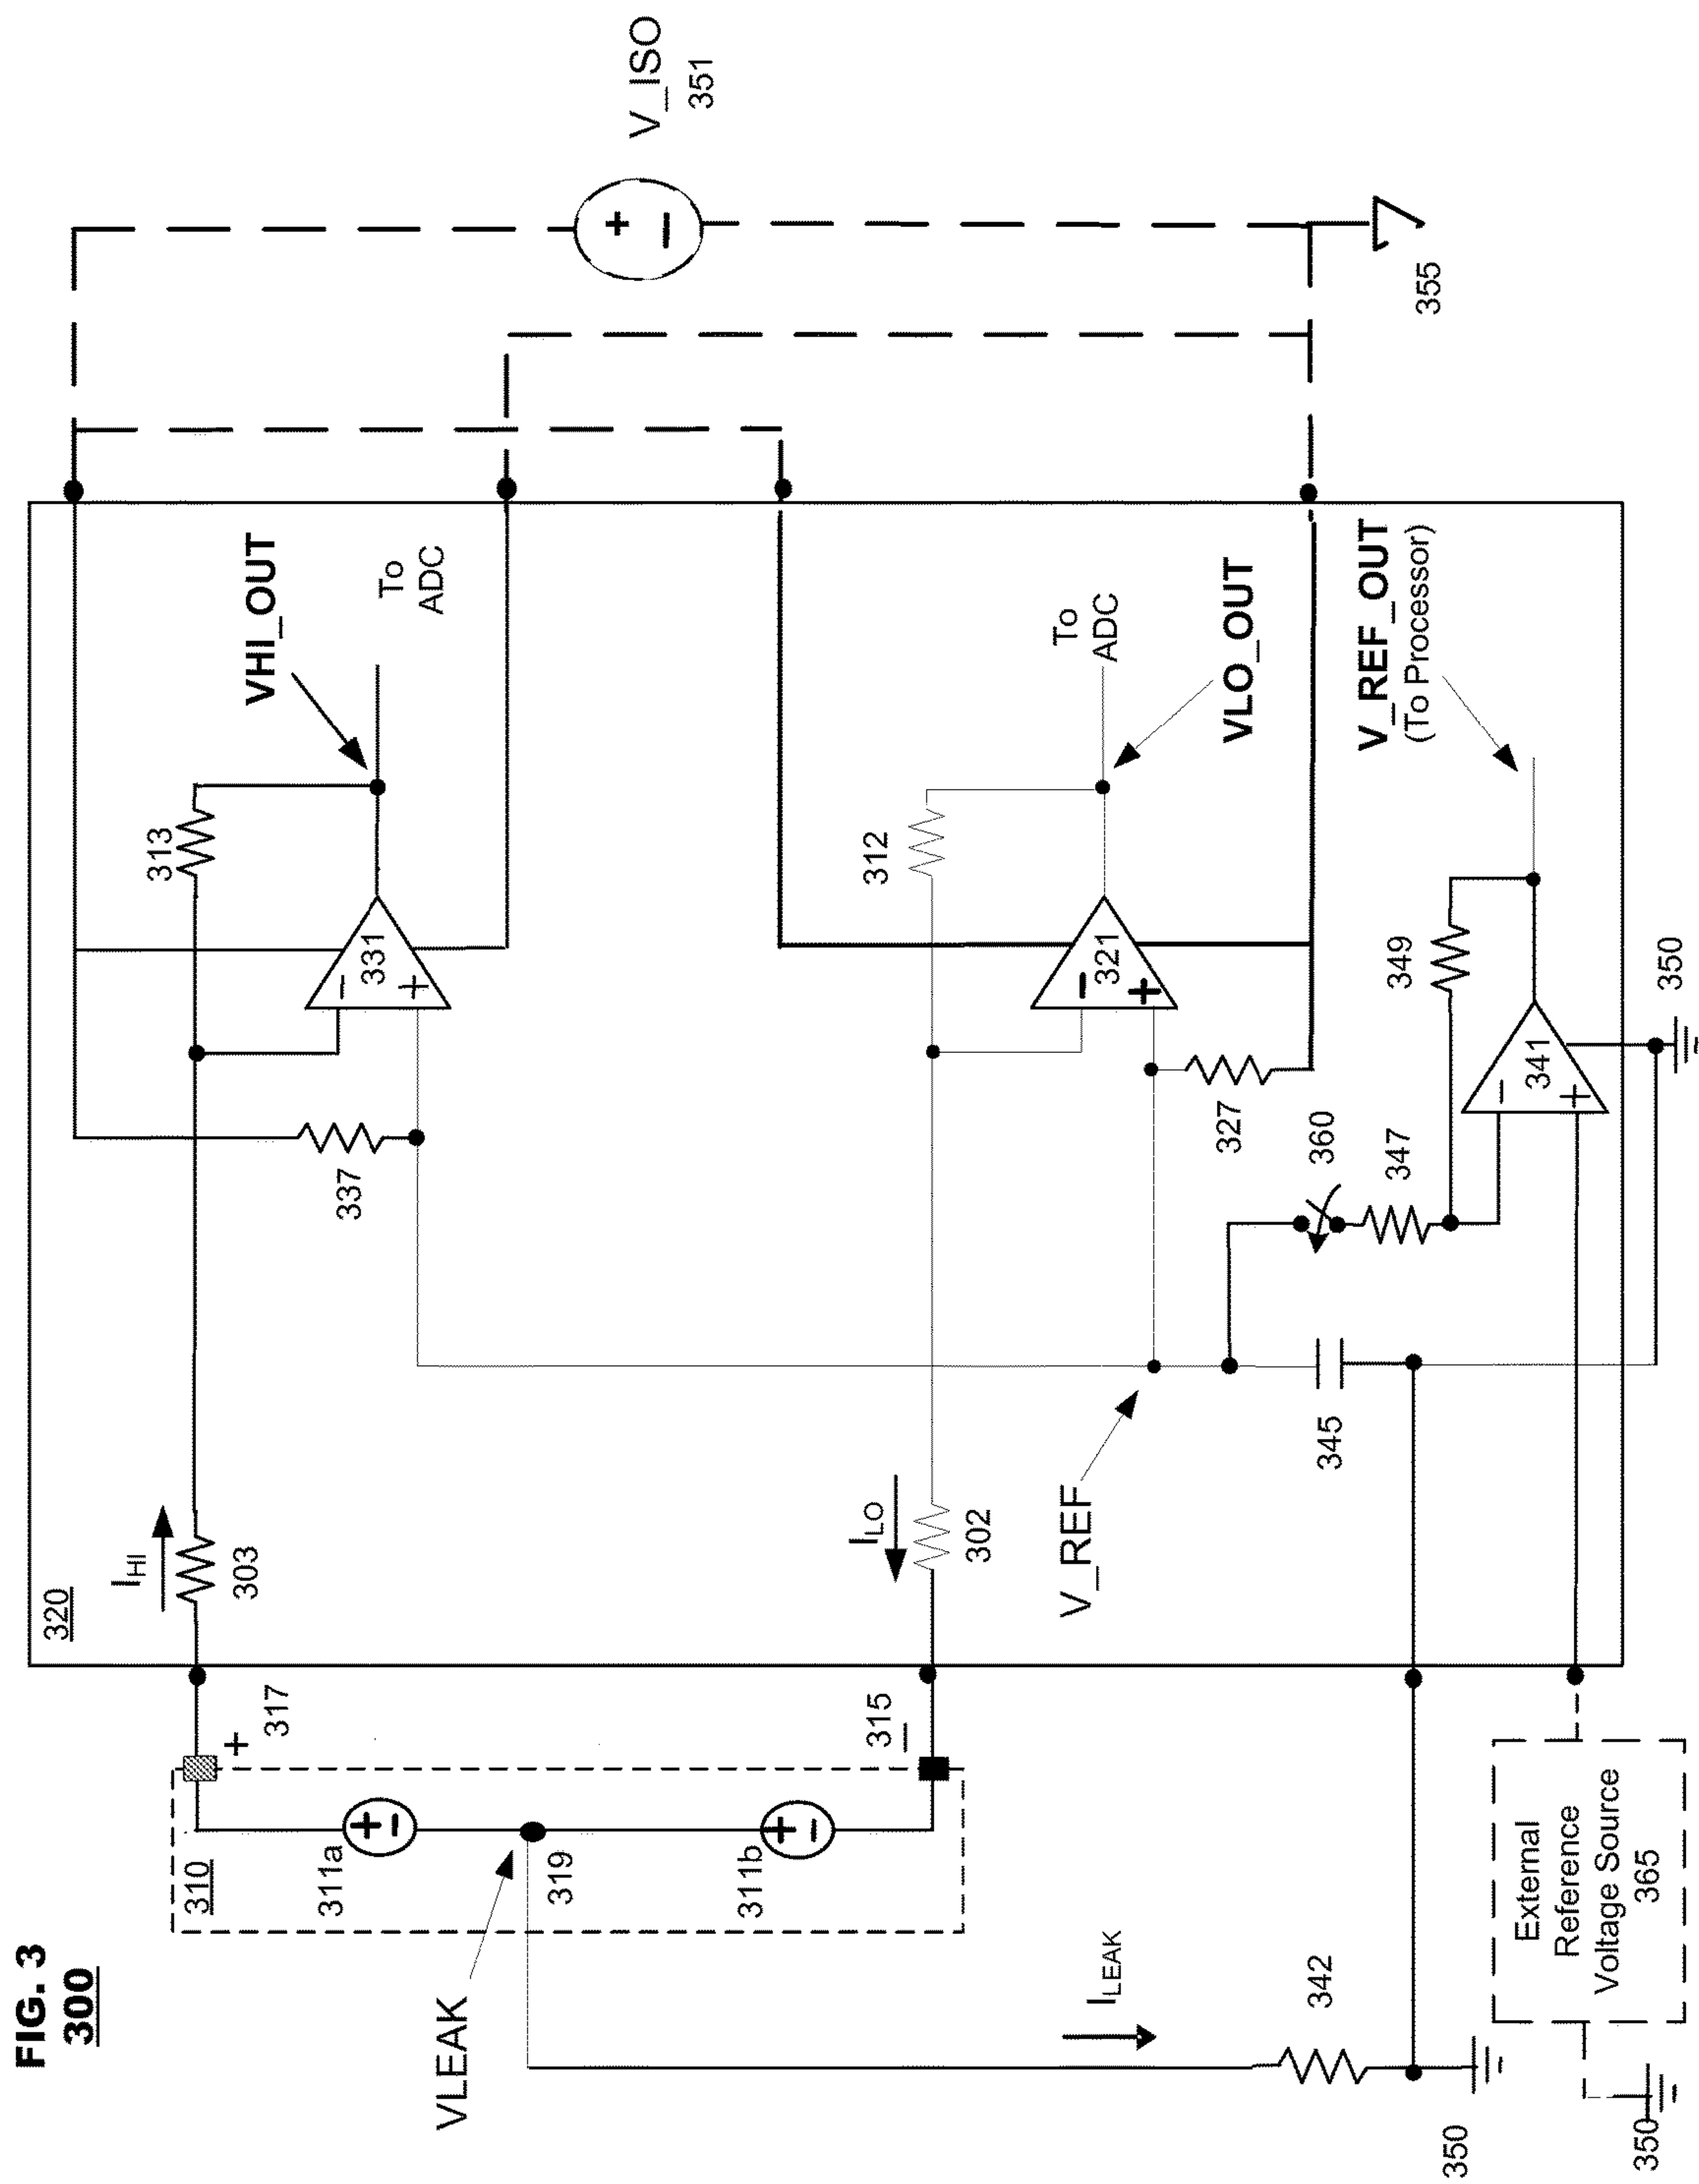 FIG. 3
300
320
310
311a
311b
319
VLEAK
317
+
315
−
I_HI
303
I_LO
302
313
331
− +
337
VHI_OUT
To
ADC
312
321
− +
327
VLO_OUT
To
ADC
V_REF
345
360
347
349
341
− +
V_REF_OUT
(To Processor)
350
V_ISO
351
+ −
355
I_LEAK
342
350
External
Reference
Voltage Source
365
350
+ −
+ −